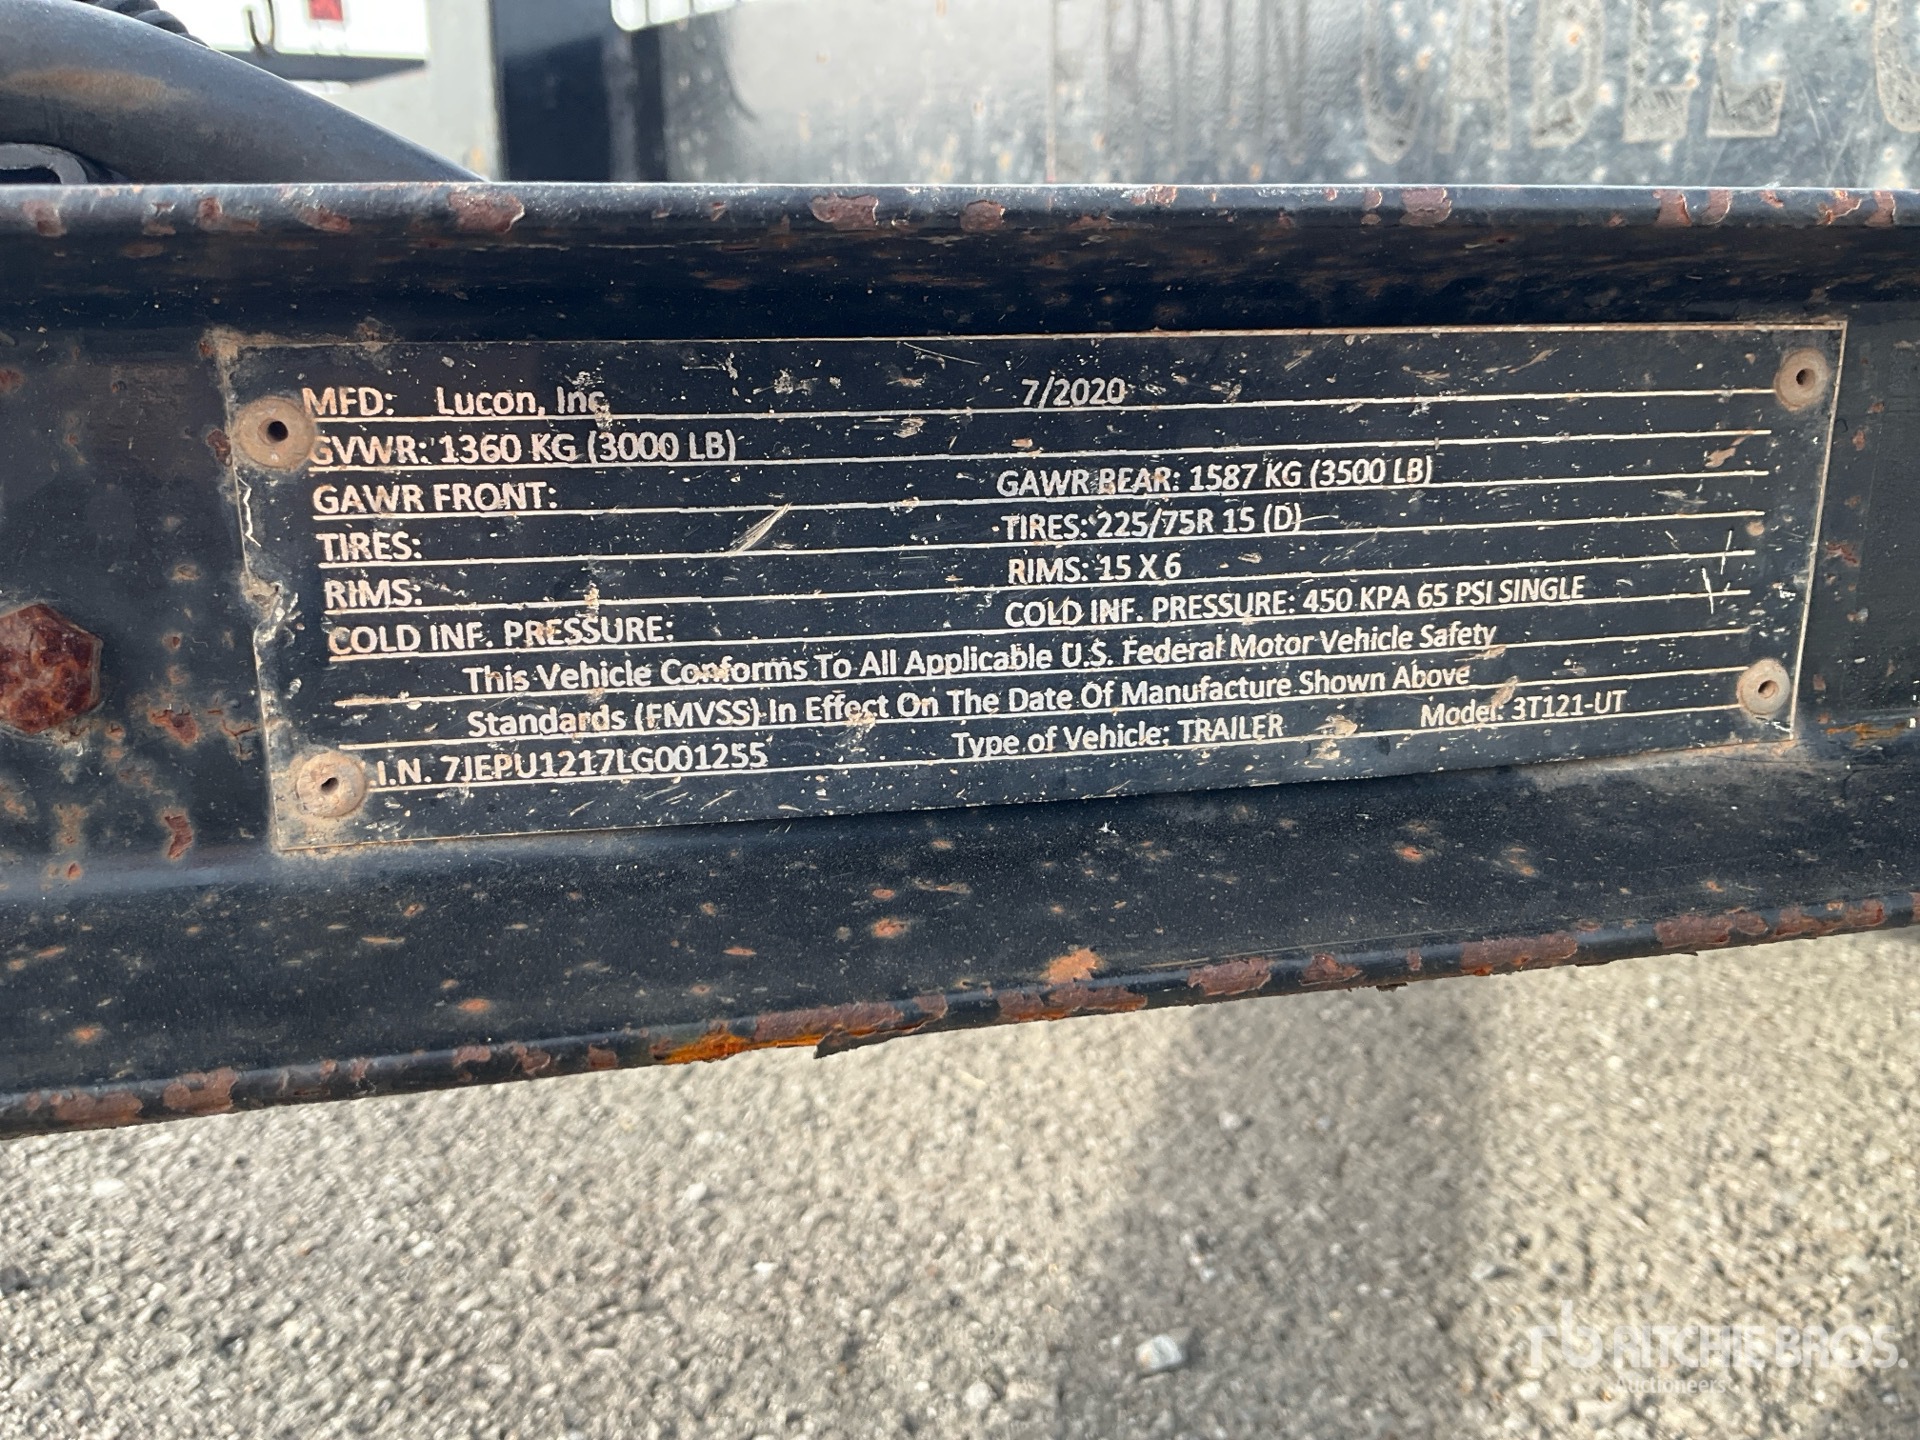 CABLE
MFD: Lucon, Inc 7/2020
GVWR: 1360 KG (3000 LB)
GAWR FRONT: GAWR BEAR: 1587 KG (3500 LB)
TIRES: TIRES: 225/75R 15 (D)
RIMS: RIMS: 15 X 6
COLD INF. PRESSURE: COLD INF. PRESSURE: 450 KPA 65 PSI SINGLE
This Vehicle Conforms To All Applicable U.S. Federal Motor Vehicle Safety
Standards (FMVSS) In Effect On The Date Of Manufacture Shown Above
.I.N. 7JEPU1217LG001255 Type of Vehicle: TRAILER Model: 3T121-UT
RITCHIE BROS.
Auctioneers